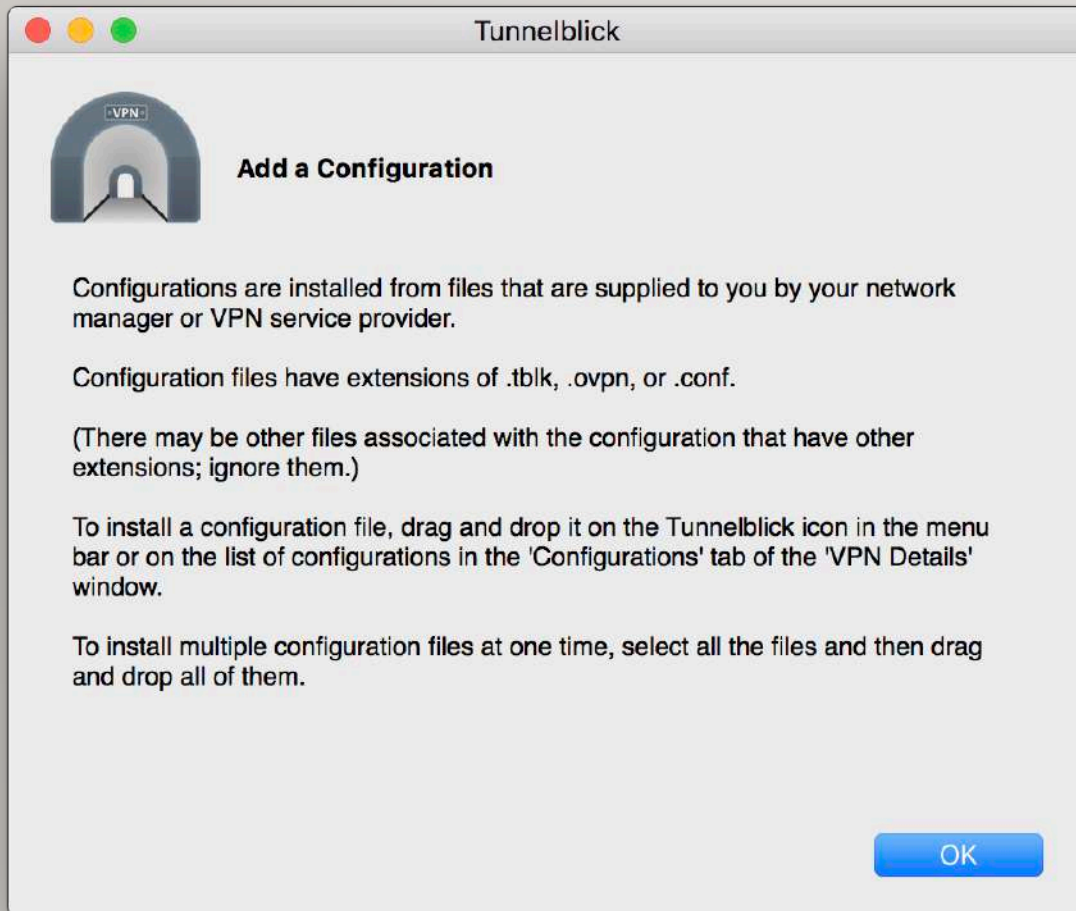 Tunnelblick
VPN
Add a Configuration
Configurations are installed from files that are supplied to you by your network
manager or VPN service provider.
Configuration files have extensions of .tblk, .ovpn, or .conf.
(There may be other files associated with the configuration that have other
extensions; ignore them.)
To install a configuration file, drag and drop it on the Tunnelblick icon in the menu
bar or on the list of configurations in the 'Configurations' tab of the 'VPN Details'
window.
To install multiple configuration files at one time, select all the files and then drag
and drop all of them.
OK